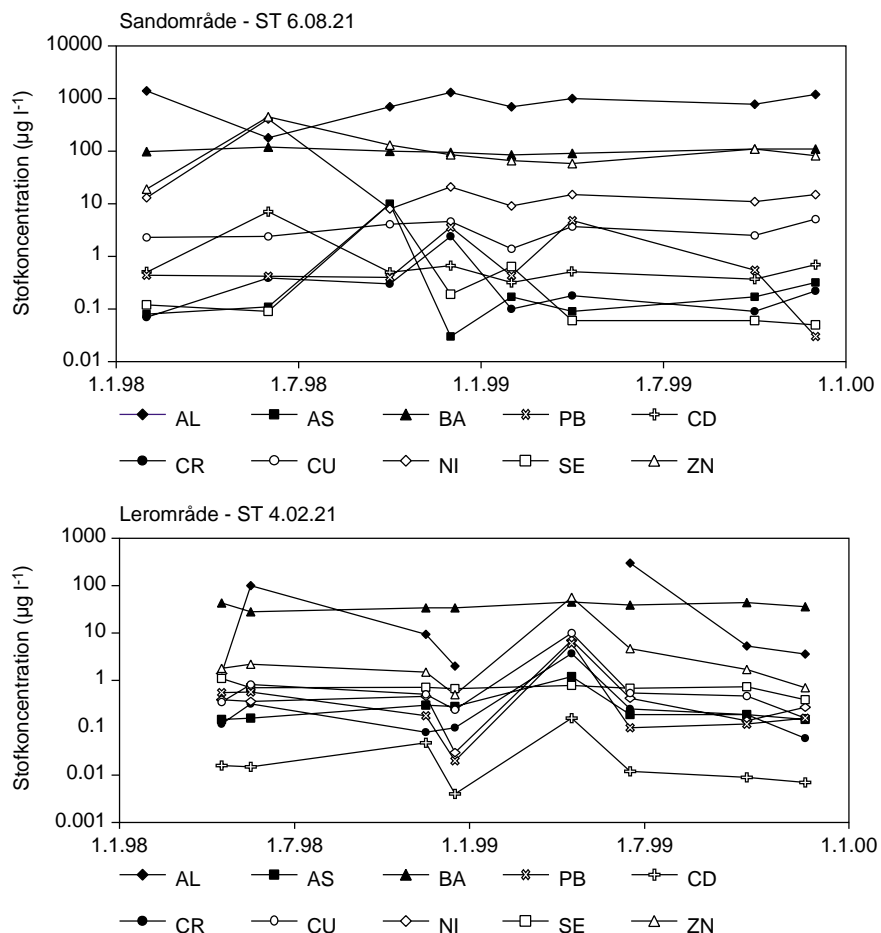 Sandområde - ST 6.08.21
Stofkoncentration (µg l-1)
10000
1000
100
10
1
0.1
0.01
1.1.98 1.7.98 1.1.99 1.7.99 1.1.00
AL AS BA PB CD
CR CU NI SE ZN
Lerområde - ST 4.02.21
Stofkoncentration (µg l-1)
1000
100
10
1
0.1
0.01
0.001
1.1.98 1.7.98 1.1.99 1.7.99 1.1.00
AL AS BA PB CD
CR CU NI SE ZN